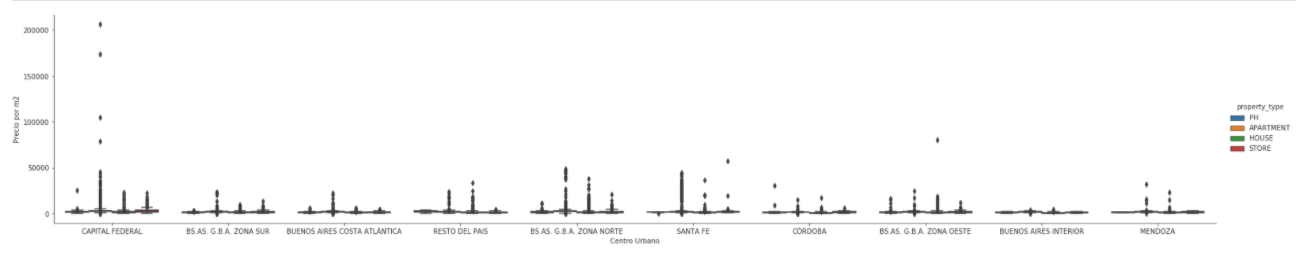 200000
150000
100000
50000
0
Precio por m2
CAPITAL FEDERAL
BS.AS. G.B.A. ZONA SUR
BUENOS AIRES COSTA ATLÁNTICA
RESTO DEL PAIS
BS.AS. G.B.A. ZONA NORTE
SANTA FE
CÓRDOBA
BS.AS. G.B.A. ZONA OESTE
BUENOS AIRES INTERIOR
MENDOZA
Centro Urbano
property_type
PH
APARTMENT
HOUSE
STORE